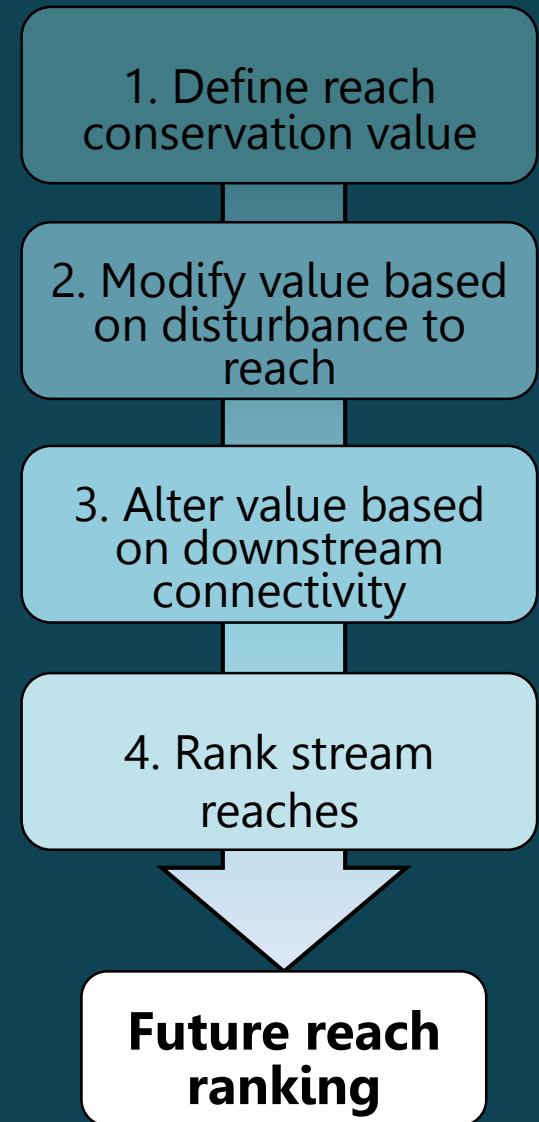 1. Define reach
conservation value
2. Modify value based
on disturbance to
reach
3. Alter value based
on downstream
connectivity
4. Rank stream
reaches
Future reach
ranking